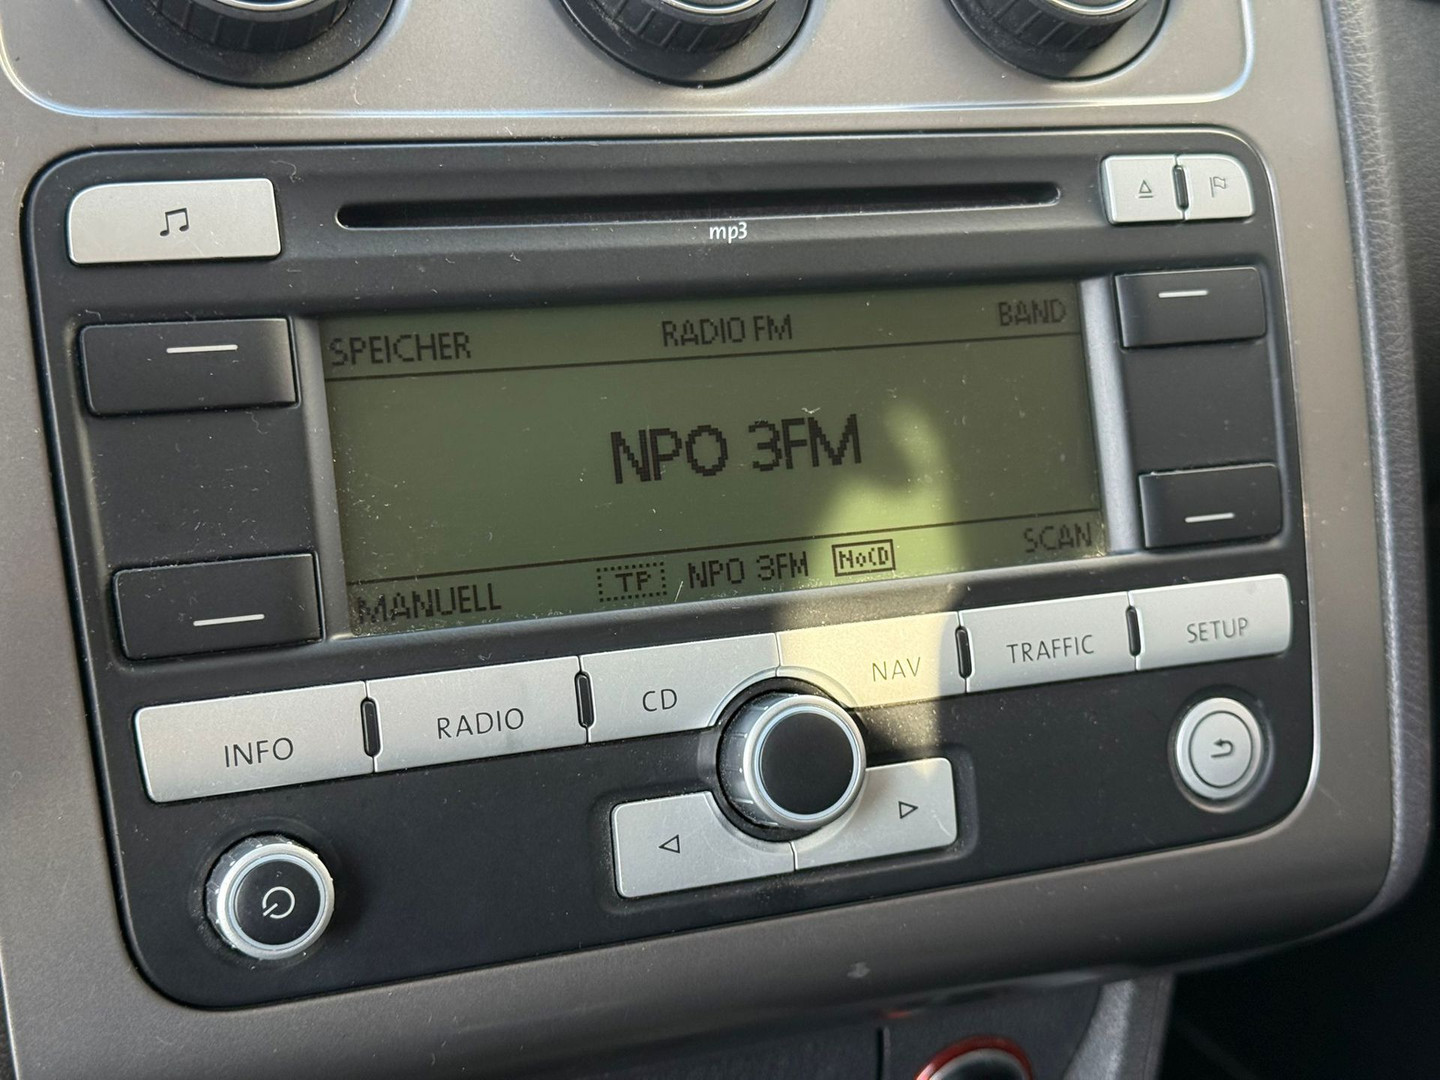 mp3
SPEICHER RADIO FM BAND
NPO 3FM
MANUELL TP NPO 3FM NoCD SCAN
INFO RADIO CD NAV TRAFFIC SETUP